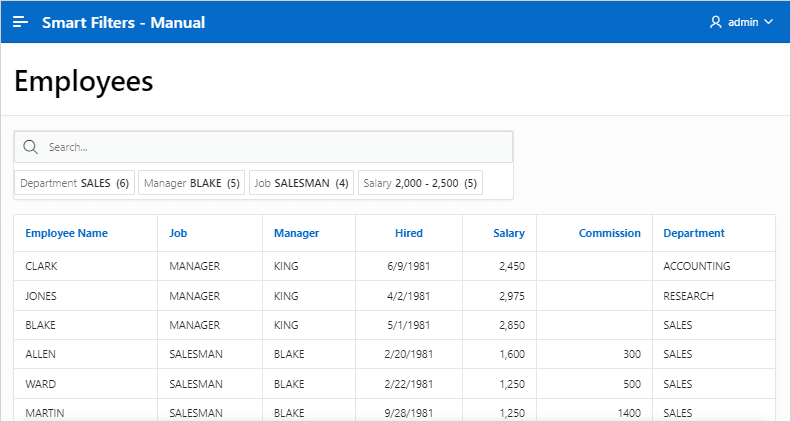 Smart Filters - Manual admin
Employees
Search...
Department SALES (6) Manager BLAKE (5) Job SALESMAN (4) Salary 2,000 - 2,500 (5)
Employee Name Job Manager Hired Salary Commission Department
CLARK MANAGER KING 6/9/1981 2,450 ACCOUNTING
JONES MANAGER KING 4/2/1981 2,975 RESEARCH
BLAKE MANAGER KING 5/1/1981 2,850 SALES
ALLEN SALESMAN BLAKE 2/20/1981 1,600 300 SALES
WARD SALESMAN BLAKE 2/22/1981 1,250 500 SALES
MARTIN SALESMAN BLAKE 9/28/1981 1,250 1400 SALES